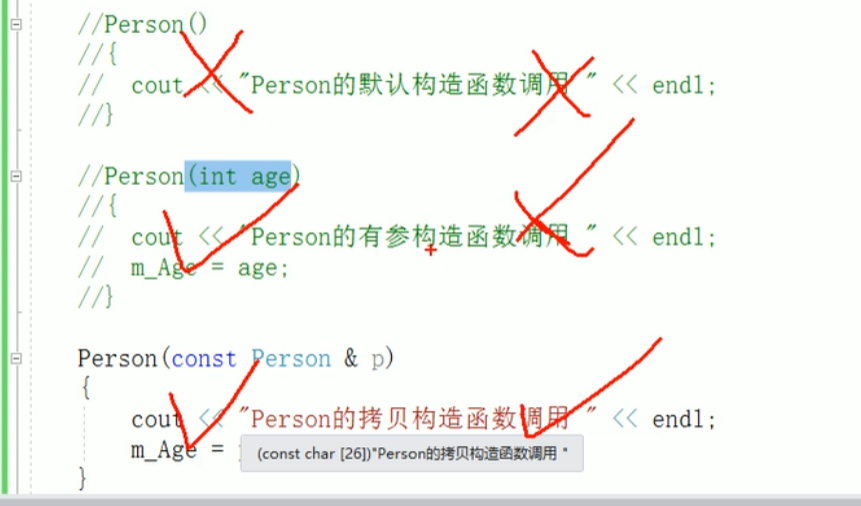 //Person()
//{
// cout << "Person的默认构造函数调用 " << endl;
//}
//Person(int age)
//{
// cout << "Person的有参构造函数调用 " << endl;
// m_Age = age;
//}
Person(const Person & p)
{
cout << "Person的拷贝构造函数调用 " << endl;
m_Age =
(const char [26])"Person的拷贝构造函数调用 "
}